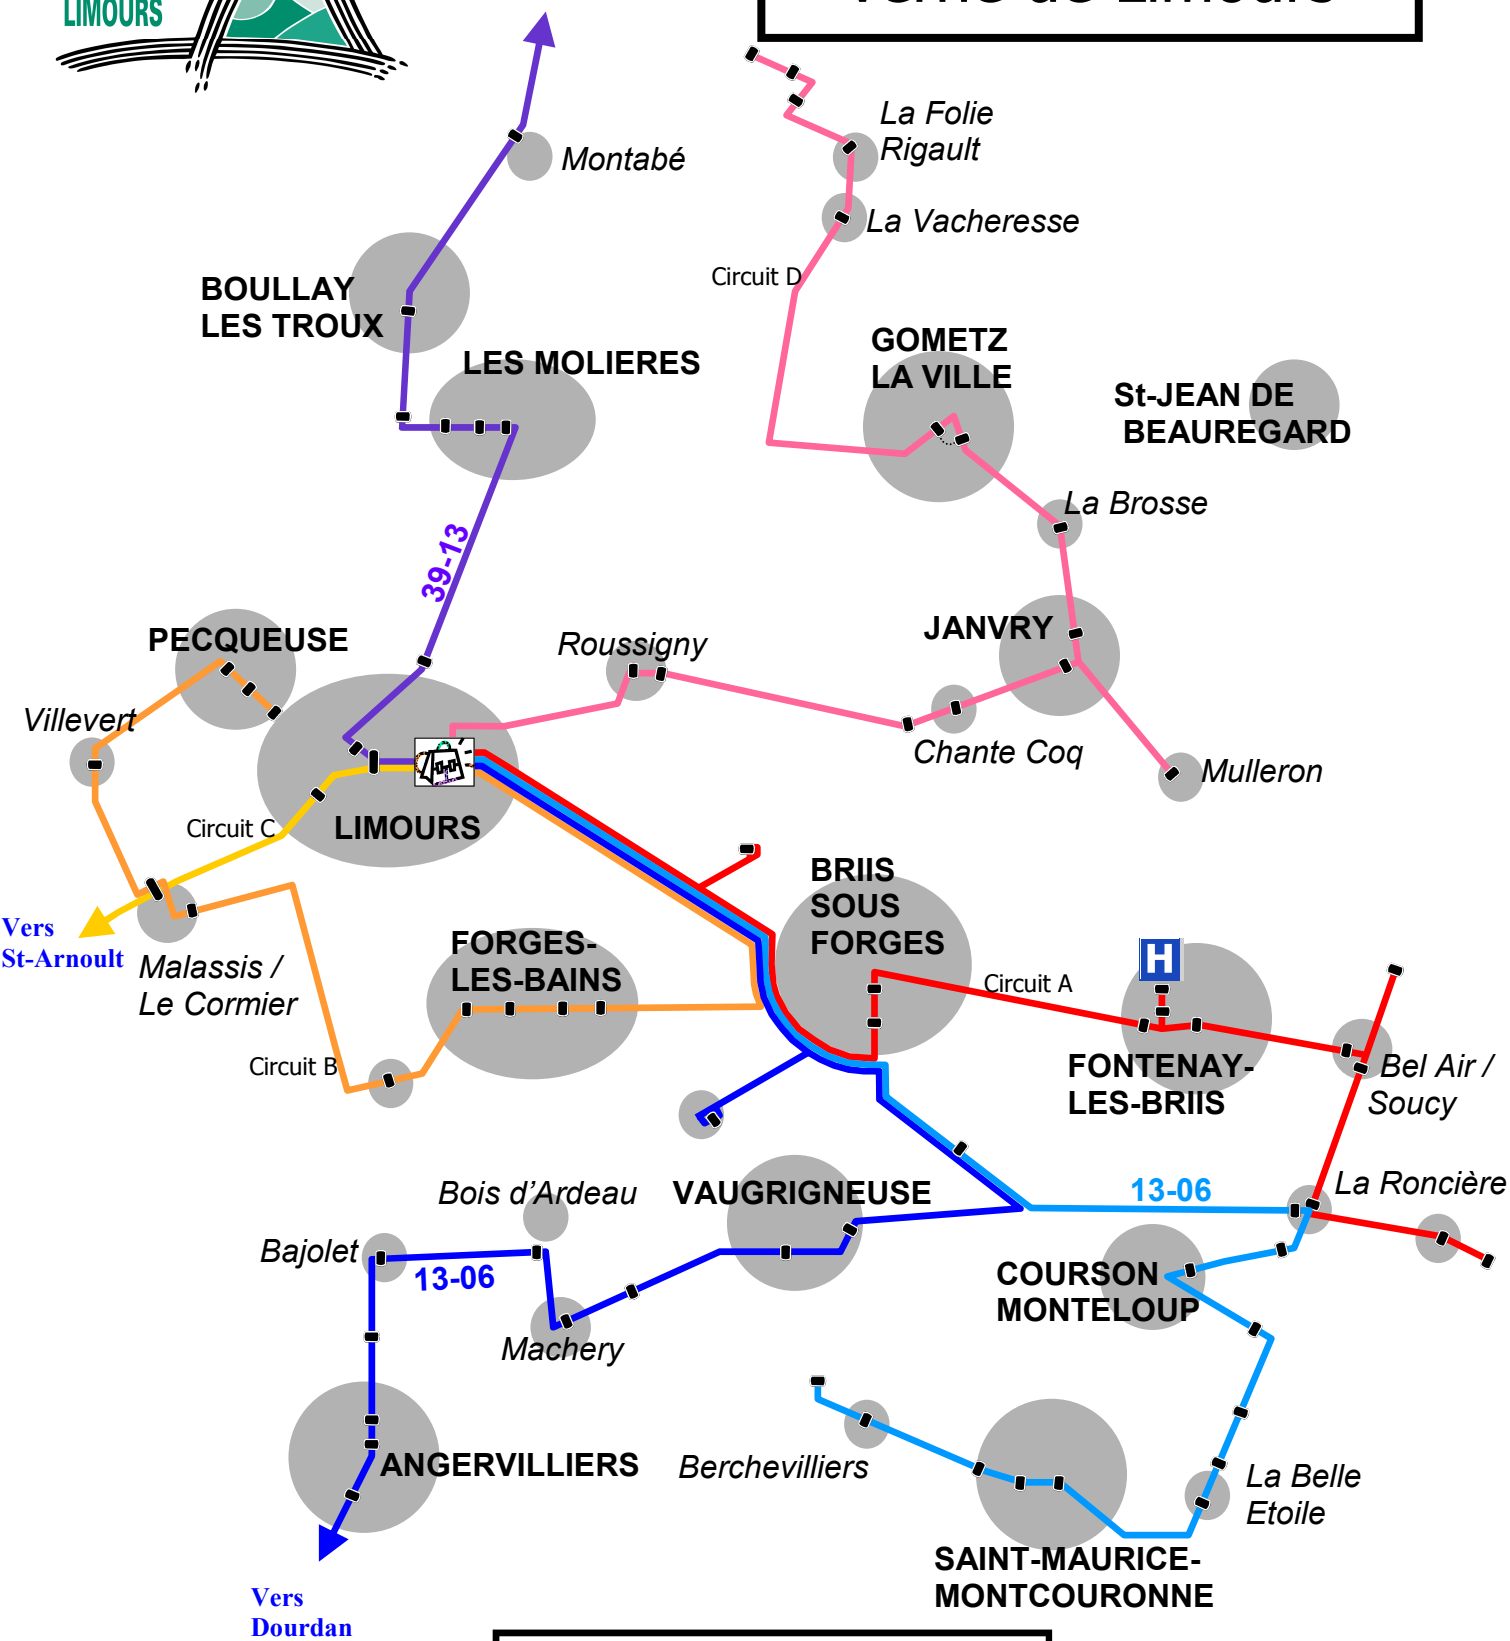 LIMOURS
La Folie
Rigault
Montabé
La Vacheresse
Circuit D
BOULLAY
LES TROUX
GOMETZ
LA VILLE
LES MOLIERES
St-JEAN DE
BEAUREGARD
La Brosse
39-13
JANVRY
PECQUEUSE
Roussigny
Villevert
Chante Coq
Mulleron
Circuit C
LIMOURS
BRIIS
SOUS
FORGES
Vers
St-Arnoult
FORGES-
LES-BAINS
H
Malassis /
Le Cormier
Circuit A
Circuit B
FONTENAY-
LES-BRIIS
Bel Air /
Soucy
Bois d'Ardeau
VAUGRIGNEUSE
13-06
La Roncière
Bajolet
13-06
COURSON
MONTELOUP
Machery
ANGERVILLIERS
Berchevilliers
La Belle
Etoile
SAINT-MAURICE-
MONTCOURONNE
Vers
Dourdan